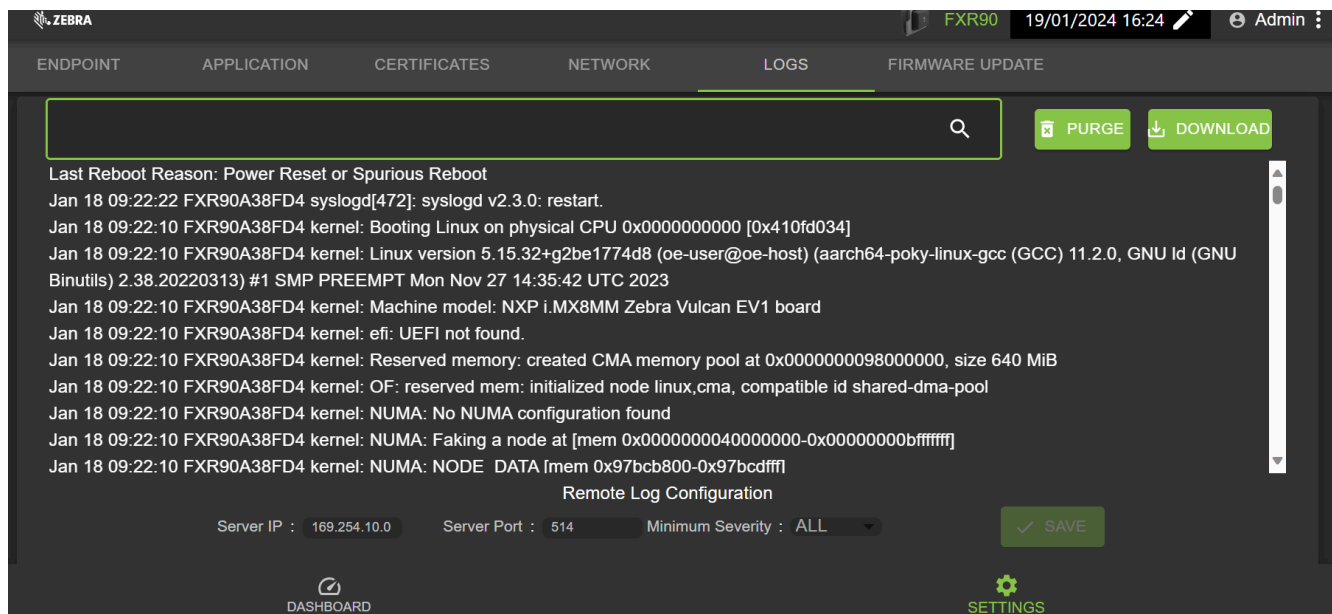 ZEBRA FXR90 19/01/2024 16:24 Admin
ENDPOINT APPLICATION CERTIFICATES NETWORK LOGS FIRMWARE UPDATE
PURGE DOWNLOAD
Last Reboot Reason: Power Reset or Spurious Reboot
Jan 18 09:22:22 FXR90A38FD4 syslogd[472]: syslogd v2.3.0: restart.
Jan 18 09:22:10 FXR90A38FD4 kernel: Booting Linux on physical CPU 0x0000000000 [0x410fd034]
Jan 18 09:22:10 FXR90A38FD4 kernel: Linux version 5.15.32+g2be1774d8 (oe-user@oe-host) (aarch64-poky-linux-gcc (GCC) 11.2.0, GNU ld (GNU
Binutils) 2.38.20220313) #1 SMP PREEMPT Mon Nov 27 14:35:42 UTC 2023
Jan 18 09:22:10 FXR90A38FD4 kernel: Machine model: NXP i.MX8MM Zebra Vulcan EV1 board
Jan 18 09:22:10 FXR90A38FD4 kernel: efi: UEFI not found.
Jan 18 09:22:10 FXR90A38FD4 kernel: Reserved memory: created CMA memory pool at 0x0000000098000000, size 640 MiB
Jan 18 09:22:10 FXR90A38FD4 kernel: OF: reserved mem: initialized node linux,cma, compatible id shared-dma-pool
Jan 18 09:22:10 FXR90A38FD4 kernel: NUMA: No NUMA configuration found
Jan 18 09:22:10 FXR90A38FD4 kernel: NUMA: Faking a node at [mem 0x0000000040000000-0x00000000bfffffff]
Jan 18 09:22:10 FXR90A38FD4 kernel: NUMA: NODE_DATA [mem 0x97bcb800-0x97bcdfff]
Remote Log Configuration
Server IP : 169.254.10.0 Server Port : 514 Minimum Severity : ALL SAVE
DASHBOARD SETTINGS